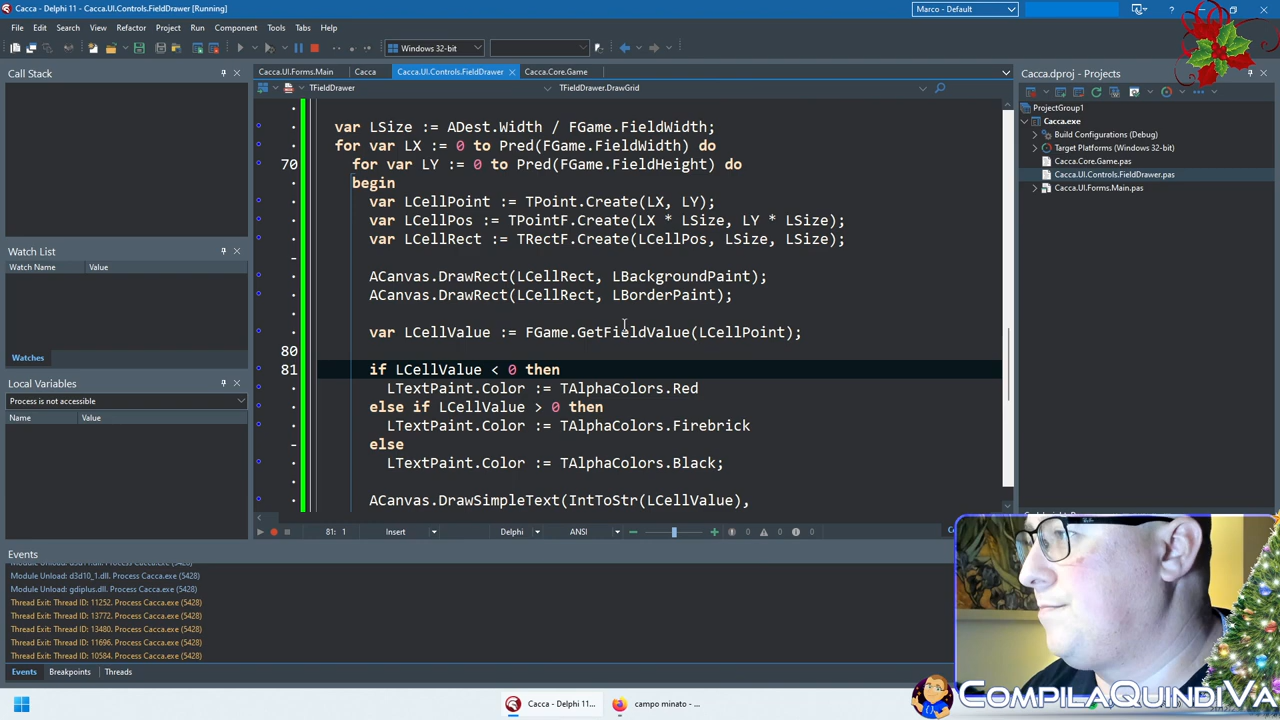 Cacca - Delphi 11 - Cacca.UI.Controls.FieldDrawer [Running]
Marco - Default
File Edit Search View Refactor Project Run Component Tools Tabs Help
Windows 32-bit
Call Stack
Cacca.UI.Forms.Main Cacca Cacca.UI.Controls.FieldDrawer Cacca.Core.Game
TFieldDrawer TFieldDrawer.DrawGrid
var LSize := ADest.Width / FGame.FieldWidth;
for var LX := 0 to Pred(FGame.FieldWidth) do
70 for var LY := 0 to Pred(FGame.FieldHeight) do
begin
var LCellPoint := TPoint.Create(LX, LY);
var LCellPos := TPointF.Create(LX * LSize, LY * LSize);
var LCellRect := TRectF.Create(LCellPos, LSize, LSize);
ACanvas.DrawRect(LCellRect, LBackgroundPaint);
ACanvas.DrawRect(LCellRect, LBorderPaint);
var LCellValue := FGame.GetFieldValue(LCellPoint);
80
81 if LCellValue < 0 then
LTextPaint.Color := TAlphaColors.Red
else if LCellValue > 0 then
LTextPaint.Color := TAlphaColors.Firebrick
else
LTextPaint.Color := TAlphaColors.Black;
ACanvas.DrawSimpleText(IntToStr(LCellValue),
81: 1 Insert Delphi ANSI 0 0 0
Watch List
Watch Name Value
Watches
Local Variables
Process is not accessible
Name Value
Cacca.dproj - Projects
ProjectGroup1
Cacca.exe
Build Configurations (Debug)
Target Platforms (Windows 32-bit)
Cacca.Core.Game.pas
Cacca.UI.Controls.FieldDrawer.pas
Cacca.UI.Forms.Main.pas
Events
Module Unload: d3d10_1.dll. Process Cacca.exe (5428)
Module Unload: gdiplus.dll. Process Cacca.exe (5428)
Thread Exit: Thread ID: 11252. Process Cacca.exe (5428)
Thread Exit: Thread ID: 13772. Process Cacca.exe (5428)
Thread Exit: Thread ID: 13480. Process Cacca.exe (5428)
Thread Exit: Thread ID: 11696. Process Cacca.exe (5428)
Thread Exit: Thread ID: 10584. Process Cacca.exe (5428)
Events Breakpoints Threads
Cacca - Delphi 11... campo minato - ...
COMPILAQUINDIVA